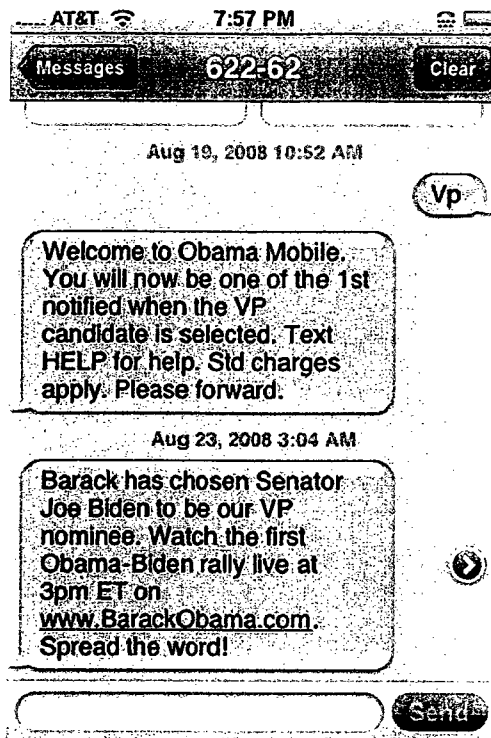 AT&T 7:57 PM
Messages 622-62 Clear
Aug 19, 2008 10:52 AM
Vp
Welcome to Obama Mobile.
You will now be one of the 1st
notified when the VP
candidate is selected. Text
HELP for help. Std charges
apply. Please forward.
Aug 23, 2008 3:04 AM
Barack has chosen Senator
Joe Biden to be our VP
nominee. Watch the first
Obama-Biden rally live at
3pm ET on
www.BarackObama.com.
Spread the word!
Send